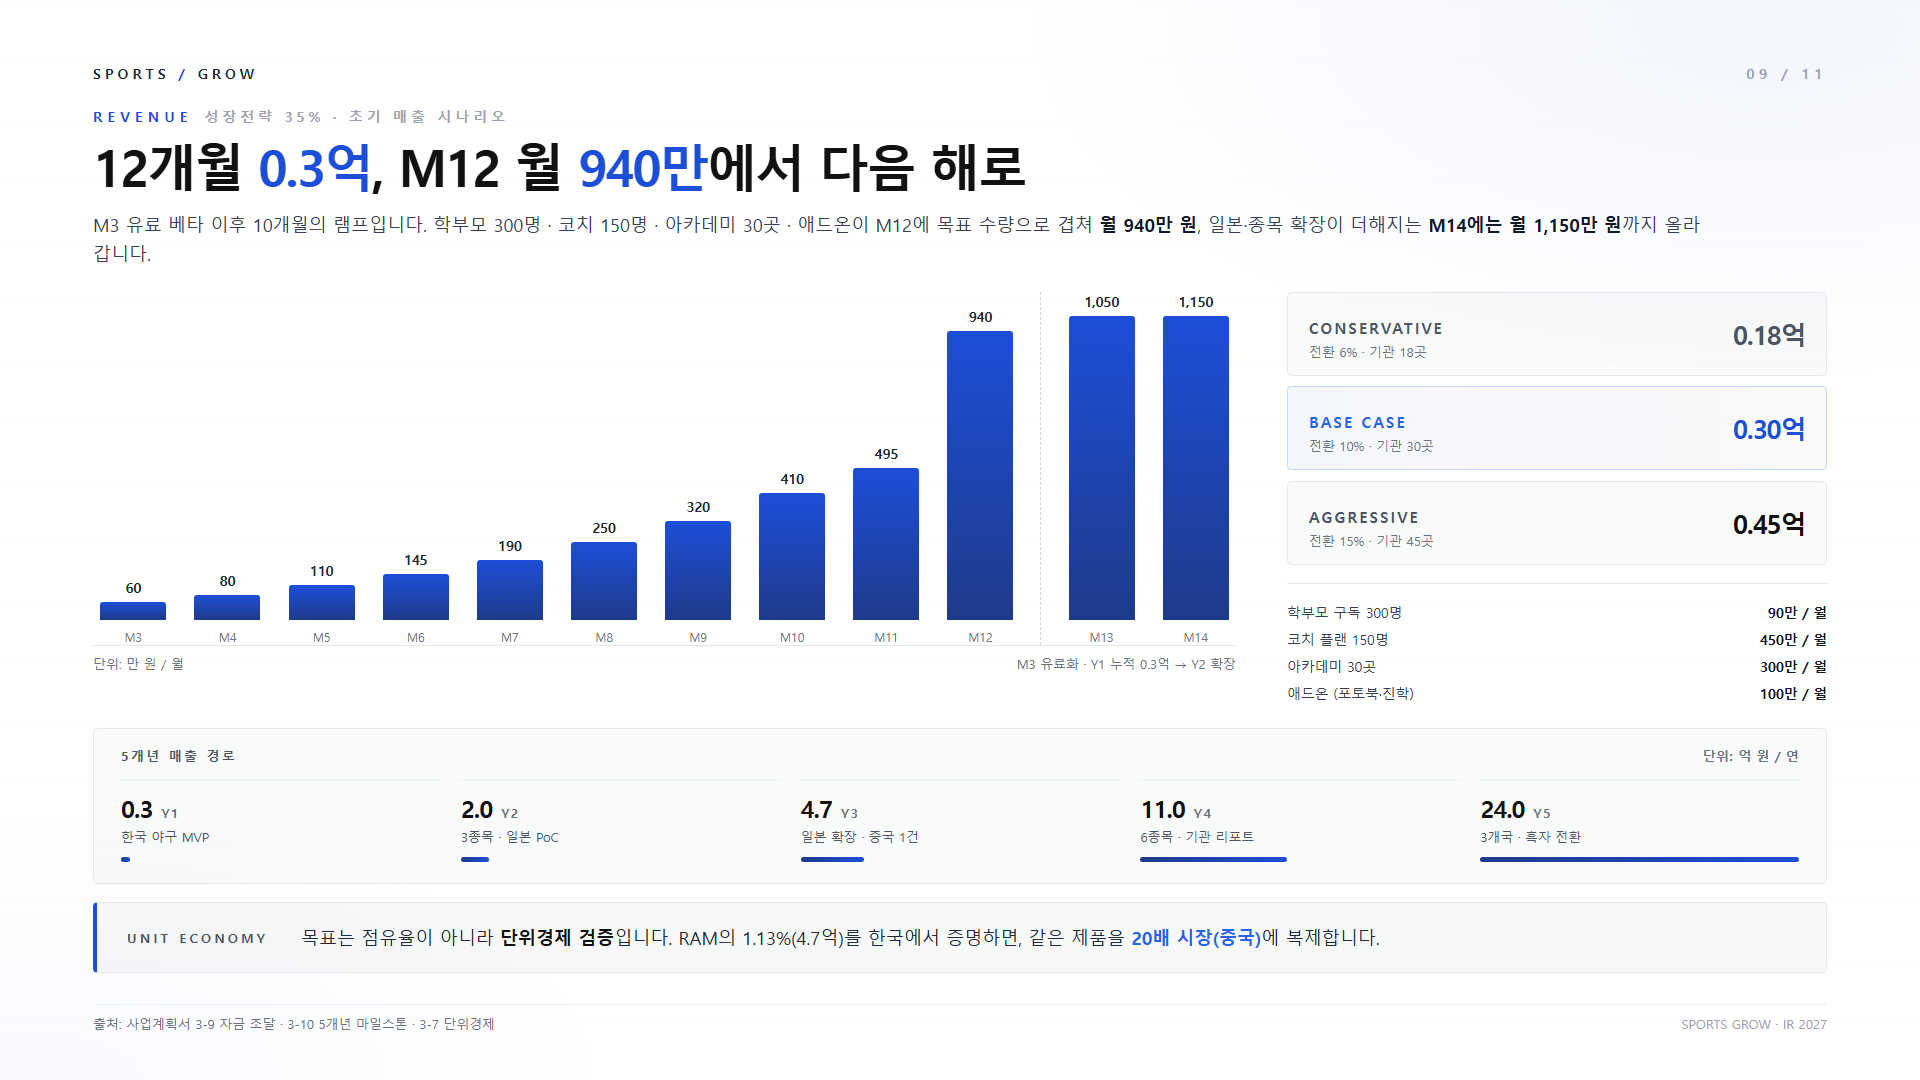 SPORTS / GROW
09 / 11
REVENUE 성장전략 35% · 초기 매출 시나리오
12개월 0.3억, M12 월 940만에서 다음 해로
M3 유료 베타 이후 10개월의 램프입니다. 학부모 300명 · 코치 150명 · 아카데미 30곳 · 애드온이 M12에 목표 수량으로 겹쳐 월 940만 원, 일본·종목 확장이 더해지는 M14에는 월 1,150만 원까지 올라
갑니다.
60
80
110
145
190
250
320
410
495
940
1,050
1,150
M3
M4
M5
M6
M7
M8
M9
M10
M11
M12
M13
M14
단위: 만 원 / 월
M3 유료화 · Y1 누적 0.3억 → Y2 확장
CONSERVATIVE
전환 6% · 기관 18곳
0.18억
BASE CASE
전환 10% · 기관 30곳
0.30억
AGGRESSIVE
전환 15% · 기관 45곳
0.45억
학부모 구독 300명 90만 / 월
코치 플랜 150명 450만 / 월
아카데미 30곳 300만 / 월
애드온 (포토북·진학) 100만 / 월
5개년 매출 경로
단위: 억 원 / 연
0.3 Y1
한국 야구 MVP
2.0 Y2
3종목 · 일본 PoC
4.7 Y3
일본 확장 · 중국 1건
11.0 Y4
6종목 · 기관 리포트
24.0 Y5
3개국 · 흑자 전환
UNIT ECONOMY
목표는 점유율이 아니라 단위경제 검증입니다. RAM의 1.13%(4.7억)를 한국에서 증명하면, 같은 제품을 20배 시장(중국)에 복제합니다.
출처: 사업계획서 3-9 자금 조달 · 3-10 5개년 마일스톤 · 3-7 단위경제
SPORTS GROW · IR 2027